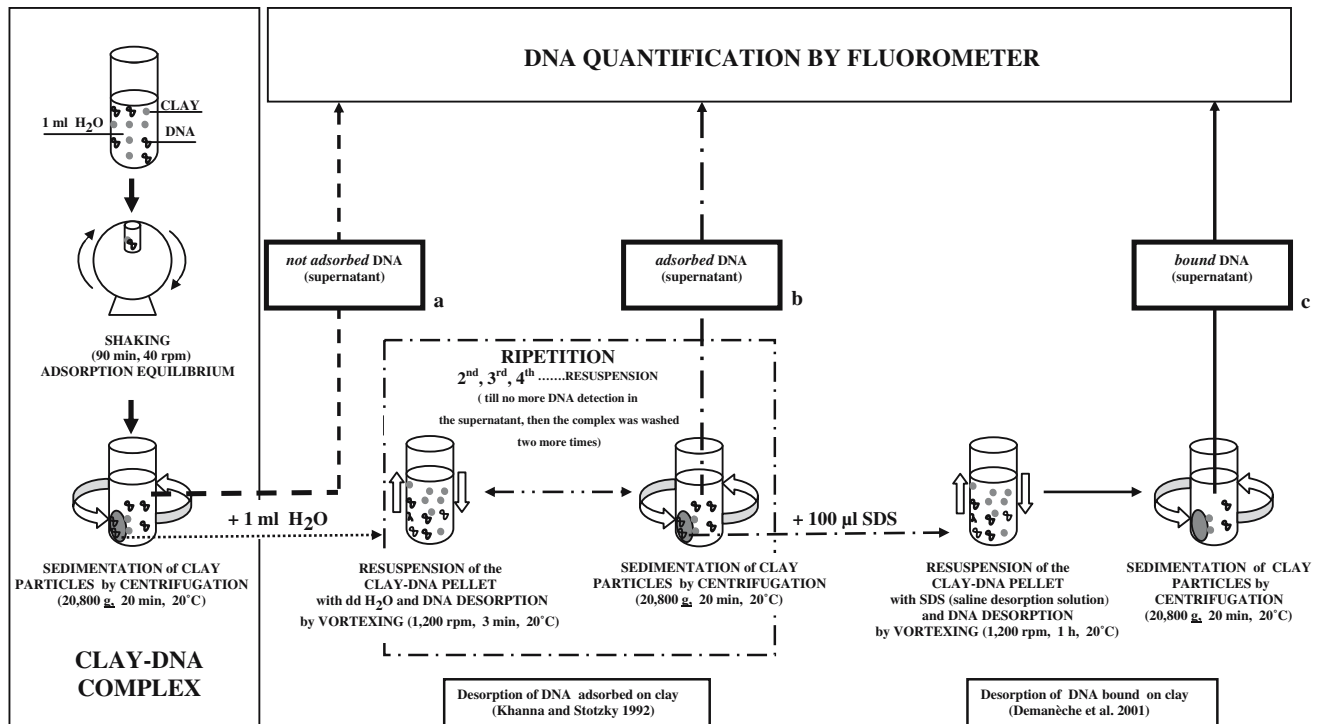 DNA QUANTIFICATION BY FLUOROMETER
CLAY
1 ml H2O
DNA
SHAKING
(90 min, 40 rpm)
ADSORPTION EQUILIBRIUM
SEDIMENTATION of CLAY
PARTICLES by CENTRIFUGATION
(20,800 g, 20 min, 20°C)
CLAY-DNA
COMPLEX
not adsorbed DNA
(supernatant)
a
adsorbed DNA
(supernatant)
b
bound DNA
(supernatant)
c
RIPETITION
2nd, 3rd, 4th .......RESUSPENSION
( till no more DNA detection in
the supernatant, then the complex was washed
two more times)
+ 1 ml H2O
RESUSPENSION of the
CLAY-DNA PELLET
with dd H2O and DNA DESORPTION
by VORTEXING (1,200 rpm, 3 min, 20°C)
SEDIMENTATION of CLAY
PARTICLES by CENTRIFUGATION
(20,800 g, 20 min, 20°C)
+ 100 µl SDS
RESUSPENSION of the
CLAY-DNA PELLET
with SDS (saline desorption solution)
and DNA DESORPTION
by VORTEXING (1,200 rpm, 1 h, 20°C)
SEDIMENTATION of CLAY
PARTICLES by
CENTRIFUGATION
(20,800 g, 20 min, 20°C)
Desorption of DNA adsorbed on clay
(Khanna and Stotzky 1992)
Desorption of DNA bound on clay
(Demanèche et al. 2001)